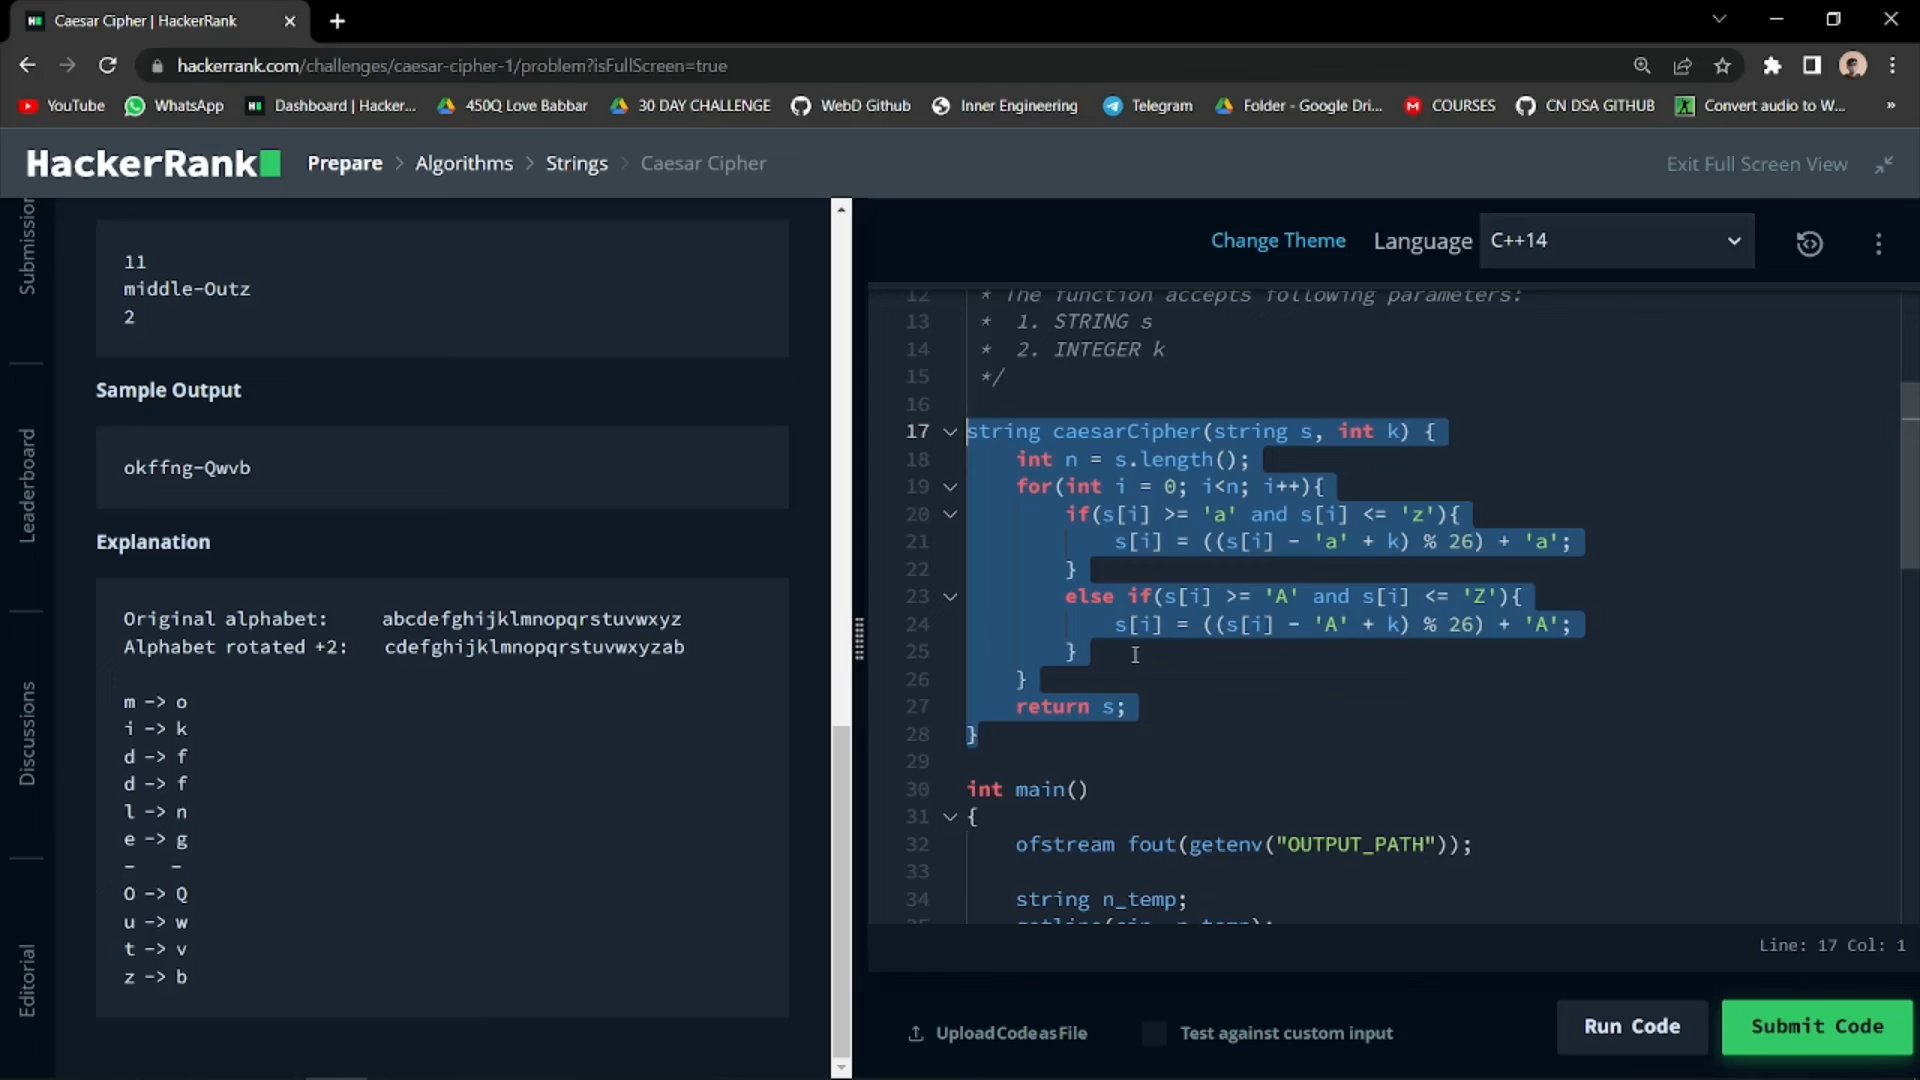 Caesar Cipher | HackerRank
hackerrank.com/challenges/caesar-cipher-1/problem?isFullScreen=true
YouTube WhatsApp Dashboard | Hacker... 450Q Love Babbar 30 DAY CHALLENGE WebD Github Inner Engineering Telegram Folder - Google Dri... COURSES CN DSA GITHUB Convert audio to W... »
HackerRank Prepare > Algorithms > Strings > Caesar Cipher Exit Full Screen View
Submission
Leaderboard
Discussions
Editorial
11
middle-Outz
2
Sample Output
okffng-Qwvb
Explanation
Original alphabet: abcdefghijklmnopqrstuvwxyz
Alphabet rotated +2: cdefghijklmnopqrstuvwxyzab
m -> o
i -> k
d -> f
d -> f
l -> n
e -> g
- -
O -> Q
u -> w
t -> v
z -> b
Change Theme Language C++14
12 * The function accepts following parameters:
13 * 1. STRING s
14 * 2. INTEGER k
15 */
16
17 string caesarCipher(string s, int k) {
18 int n = s.length();
19 for(int i = 0; i<n; i++){
20 if(s[i] >= 'a' and s[i] <= 'z'){
21 s[i] = ((s[i] - 'a' + k) % 26) + 'a';
22 }
23 else if(s[i] >= 'A' and s[i] <= 'Z'){
24 s[i] = ((s[i] - 'A' + k) % 26) + 'A';
25 }
26 }
27 return s;
28 }
29
30 int main()
31 {
32 ofstream fout(getenv("OUTPUT_PATH"));
33
34 string n_temp;
Line: 17 Col: 1
Upload Code as File Test against custom input Run Code Submit Code